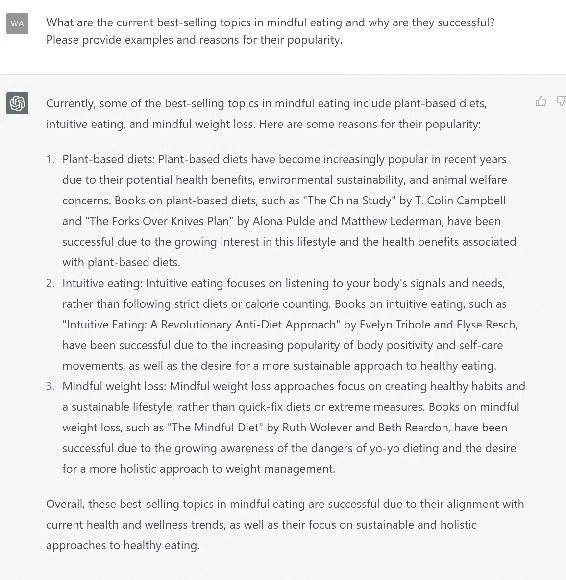 WA
What are the current best-selling topics in mindful eating and why are they successful?
Please provide examples and reasons for their popularity.
Currently, some of the best-selling topics in mindful eating include plant-based diets,
intuitive eating, and mindful weight loss. Here are some reasons for their popularity:
1. Plant-based diets: Plant-based diets have become increasingly popular in recent years
due to their potential health benefits, environmental sustainability, and animal welfare
concerns. Books on plant-based diets, such as "The China Study" by T. Colin Campbell
and "The Forks Over Knives Plan" by Alona Pulde and Matthew Lederman, have been
successful due to the growing interest in this lifestyle and the health benefits associated
with plant-based diets.
2. Intuitive eating: Intuitive eating focuses on listening to your body's signals and needs,
rather than following strict diets or calorie counting. Books on intuitive eating, such as
"Intuitive Eating: A Revolutionary Anti-Diet Approach" by Evelyn Tribole and Elyse Resch,
have been successful due to the increasing popularity of body positivity and self-care
movements, as well as the desire for a more sustainable approach to healthy eating.
3. Mindful weight loss: Mindful weight loss approaches focus on creating healthy habits and
a sustainable lifestyle, rather than quick-fix diets or extreme measures. Books on mindful
weight loss, such as "The Mindful Diet" by Ruth Wolever and Beth Reardon, have been
successful due to the growing awareness of the dangers of yo-yo dieting and the desire
for a more holistic approach to weight management.
Overall, these best-selling topics in mindful eating are successful due to their alignment with
current health and wellness trends, as well as their focus on sustainable and holistic
approaches to healthy eating.